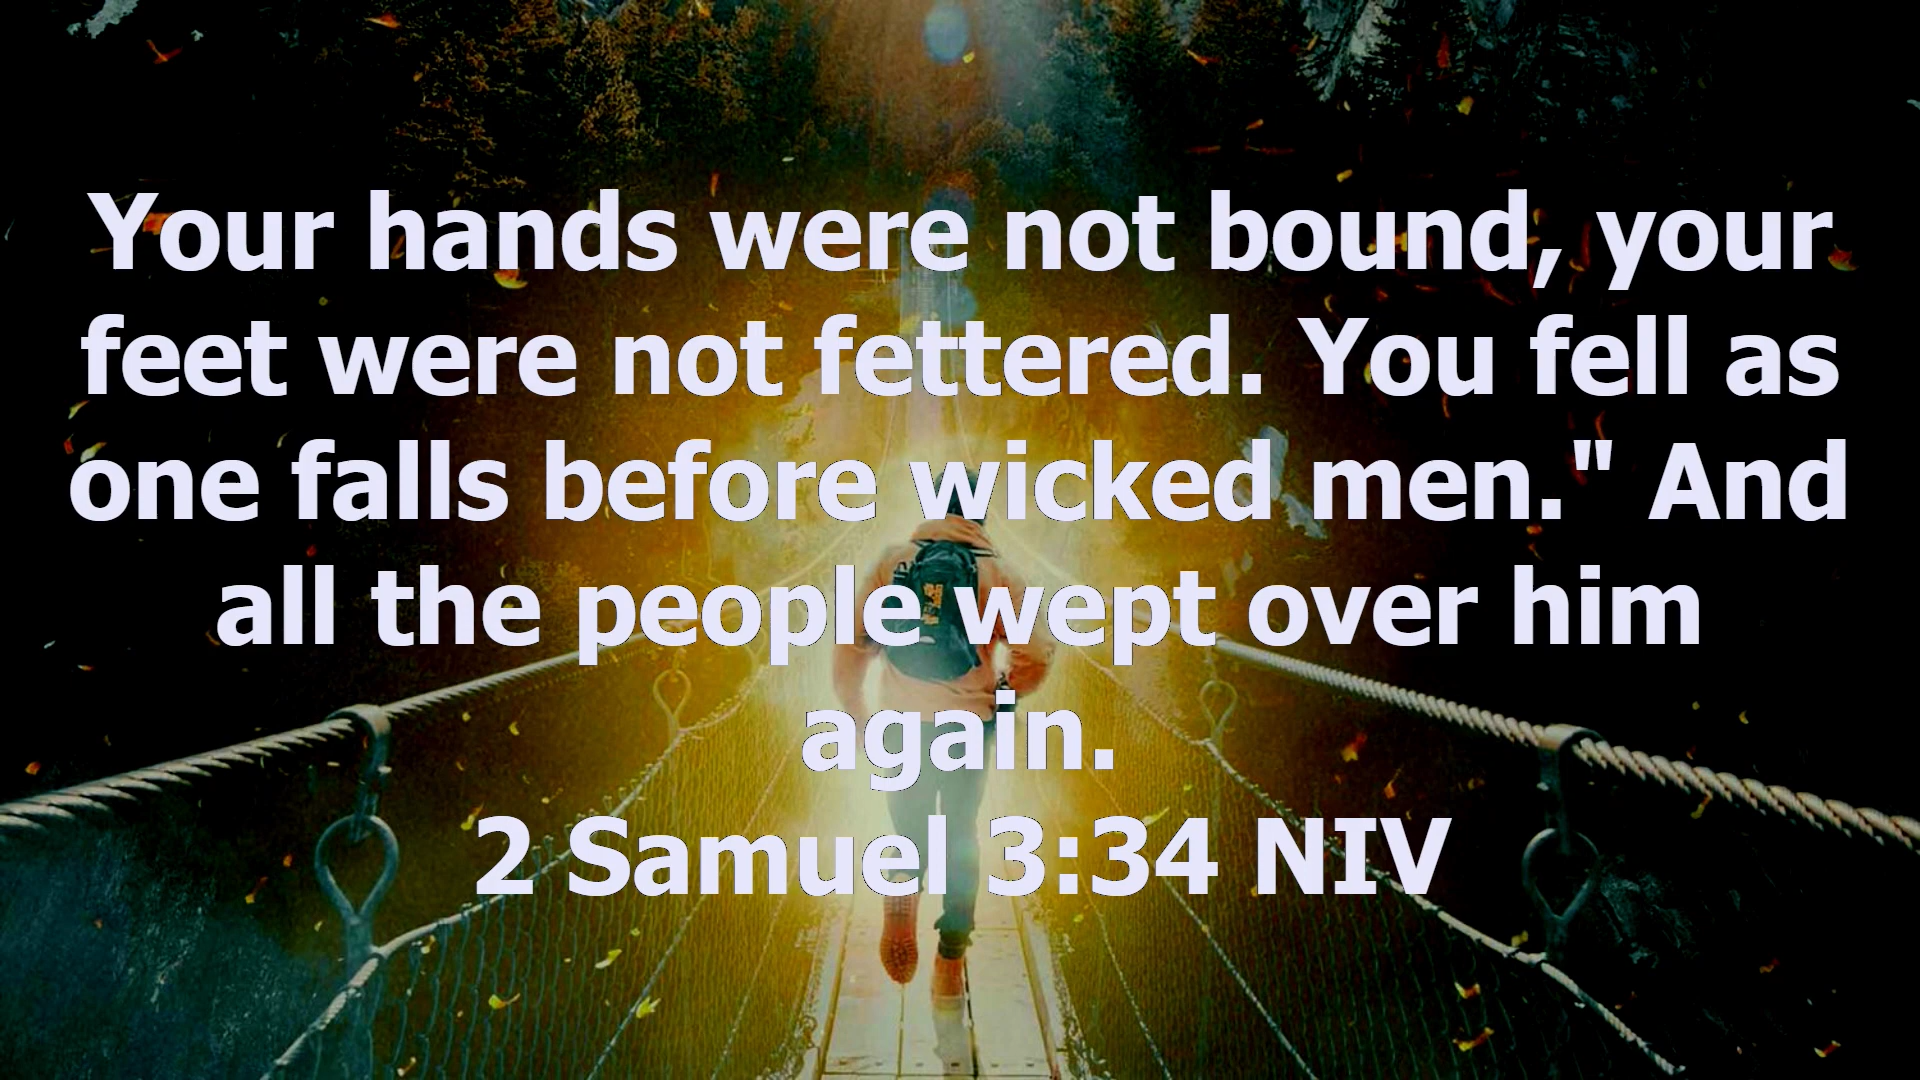 Your hands were not bound, your
feet were not fettered. You fell as
one falls before wicked men." And
all the people wept over him
again.
2 Samuel 3:34 NIV